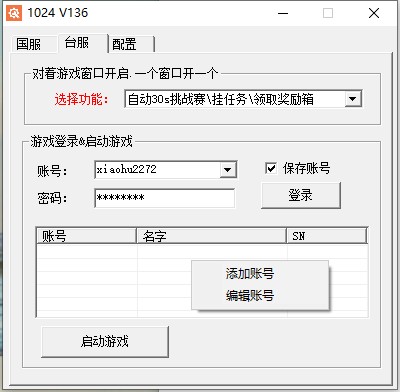 1024 V136
国服 台服 配置
对着游戏窗口开启.一个窗口开一个
选择功能： 自动30s挑战赛\挂任务\领取奖励箱
游戏登录&启动游戏
账号： xiaohu2272 保存账号
密码： ******** 登录
账号 名字 SN
添加账号
编辑账号
启动游戏